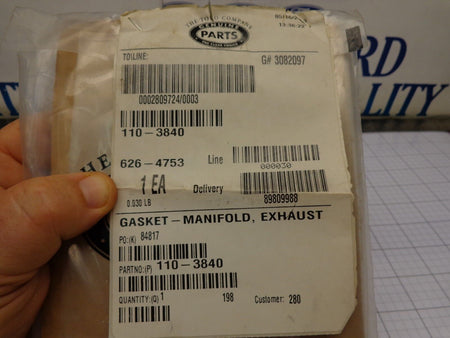 THE TORO COMPANY
GENUINE
PARTS
TOILINE:
G# 3082097
0002809724/0003
110-3840
626-4753 Line 000030
1 EA Delivery
0.030 LB 89809988
GASKET-MANIFOLD, EXHAUST
PO:(K) 84817
PARTNO:(P) 110-3840
QUANTITY:(Q) 1 198 Customer: 280
RD
LITY
HE